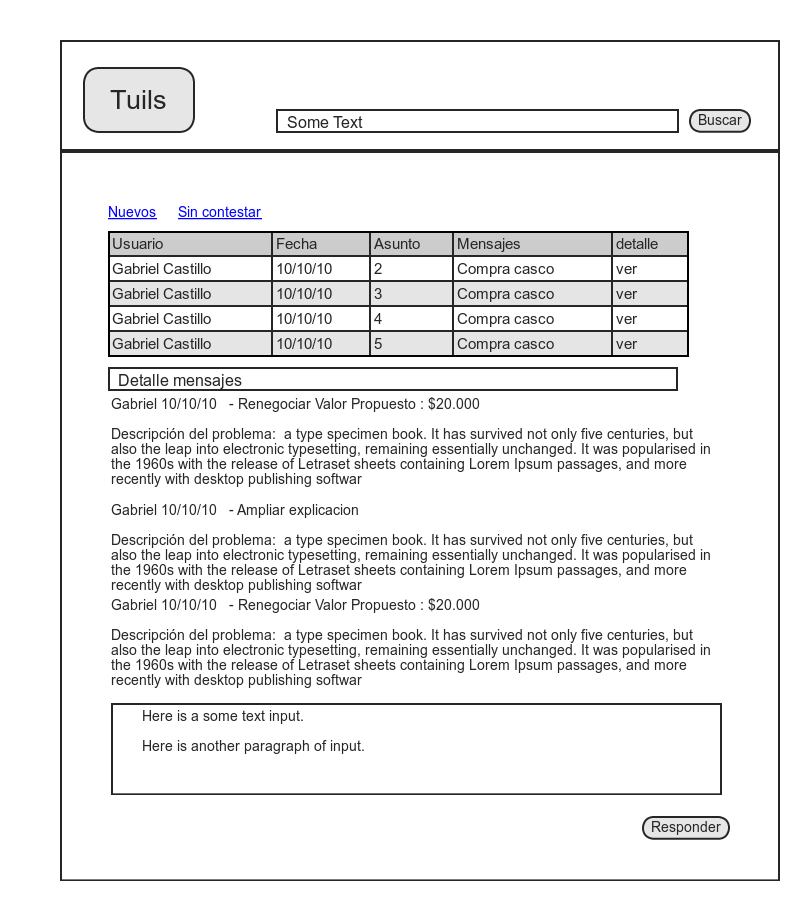 Tuils
Some Text Buscar
Nuevos Sin contestar
Usuario Fecha Asunto Mensajes detalle
Gabriel Castillo 10/10/10 2 Compra casco ver
Gabriel Castillo 10/10/10 3 Compra casco ver
Gabriel Castillo 10/10/10 4 Compra casco ver
Gabriel Castillo 10/10/10 5 Compra casco ver
Detalle mensajes
Gabriel 10/10/10 - Renegociar Valor Propuesto : $20.000
Descripción del problema: a type specimen book. It has survived not only five centuries, but
also the leap into electronic typesetting, remaining essentially unchanged. It was popularised in
the 1960s with the release of Letraset sheets containing Lorem Ipsum passages, and more
recently with desktop publishing softwar
Gabriel 10/10/10 - Ampliar explicacion
Descripción del problema: a type specimen book. It has survived not only five centuries, but
also the leap into electronic typesetting, remaining essentially unchanged. It was popularised in
the 1960s with the release of Letraset sheets containing Lorem Ipsum passages, and more
recently with desktop publishing softwar
Gabriel 10/10/10 - Renegociar Valor Propuesto : $20.000
Descripción del problema: a type specimen book. It has survived not only five centuries, but
also the leap into electronic typesetting, remaining essentially unchanged. It was popularised in
the 1960s with the release of Letraset sheets containing Lorem Ipsum passages, and more
recently with desktop publishing softwar
Here is a some text input.
Here is another paragraph of input.
Responder